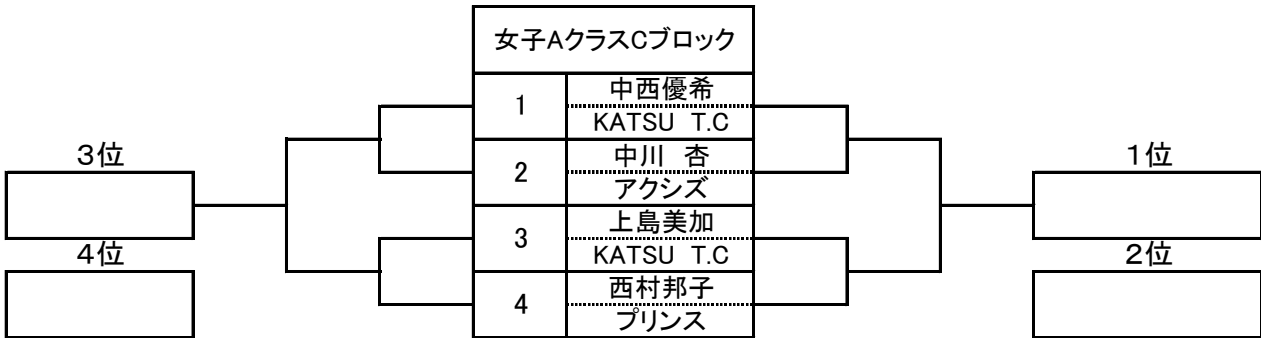 女子AクラスCブロック
1
中西優希
KATSU T.C
3位
2
中川 杏
アクシズ
1位
3
上島美加
KATSU T.C
4位
2位
4
西村邦子
プリンス